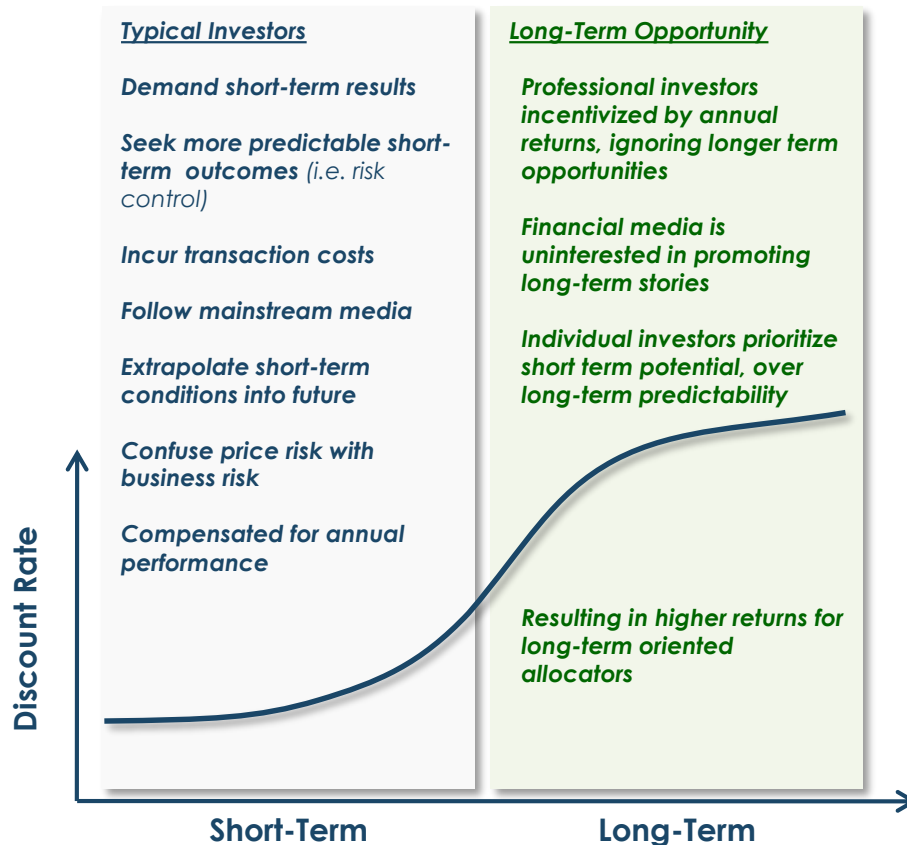 Typical Investors
Demand short-term results
Seek more predictable short-
term outcomes (i.e. risk
control)
Incur transaction costs
Follow mainstream media
Extrapolate short-term
conditions into future
Confuse price risk with
business risk
Compensated for annual
performance
Long-Term Opportunity
Professional investors
incentivized by annual
returns, ignoring longer term
opportunities
Financial media is
uninterested in promoting
long-term stories
Individual investors prioritize
short term potential, over
long-term predictability
Resulting in higher returns for
long-term oriented
allocators
Discount Rate
Short-Term
Long-Term